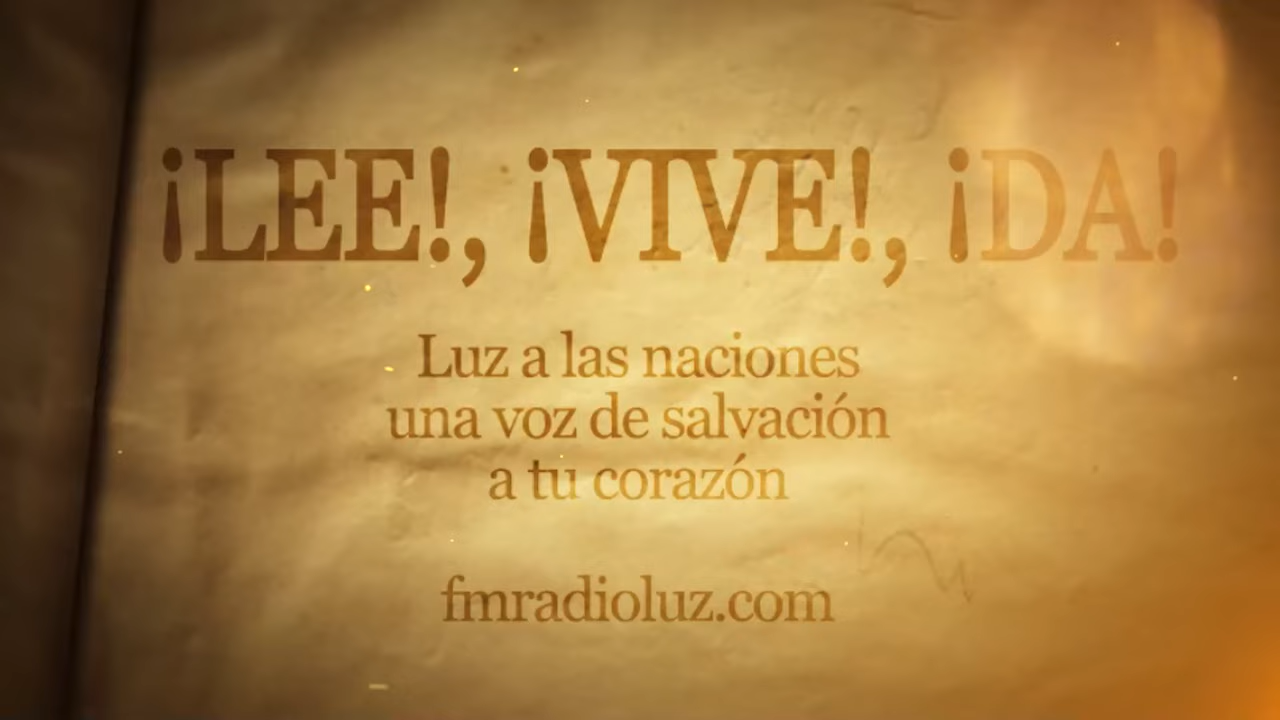 ¡LEE!, ¡VIVE!, ¡DA!
Luz a las naciones
una voz de salvación
a tu corazón
fmradioluz.com